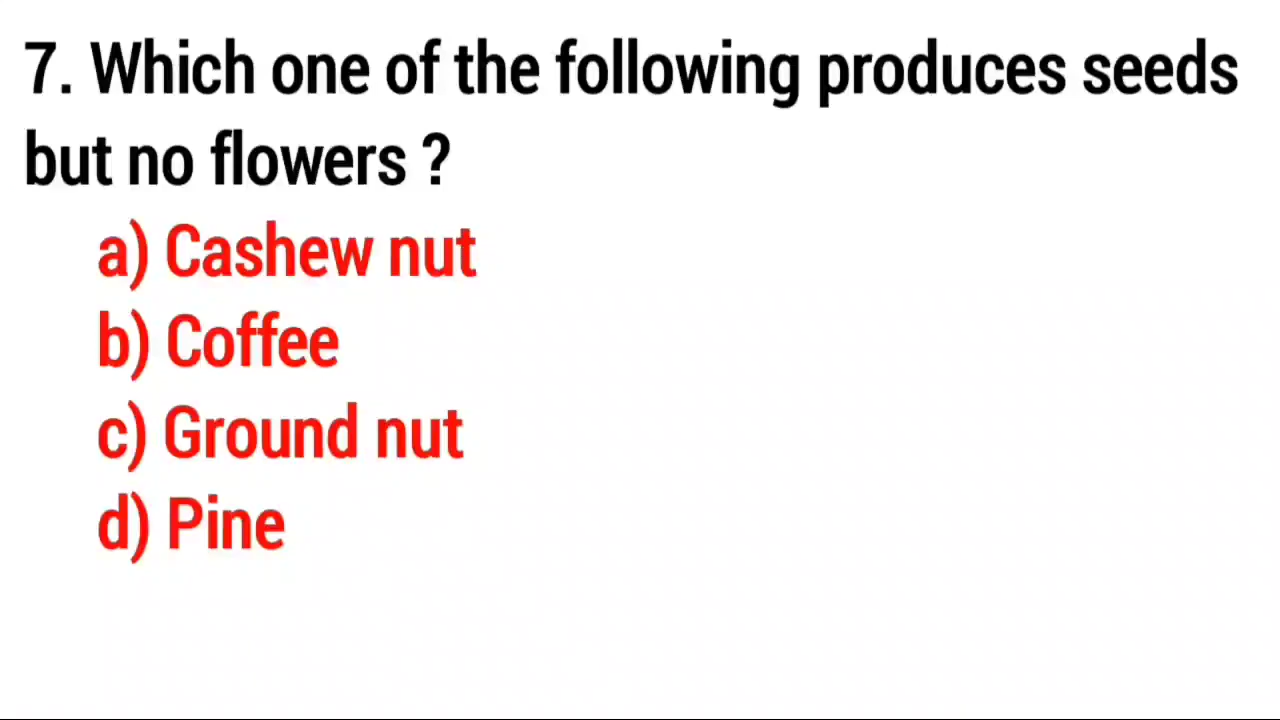 7. Which one of the following produces seeds
but no flowers ?
a) Cashew nut
b) Coffee
c) Ground nut
d) Pine